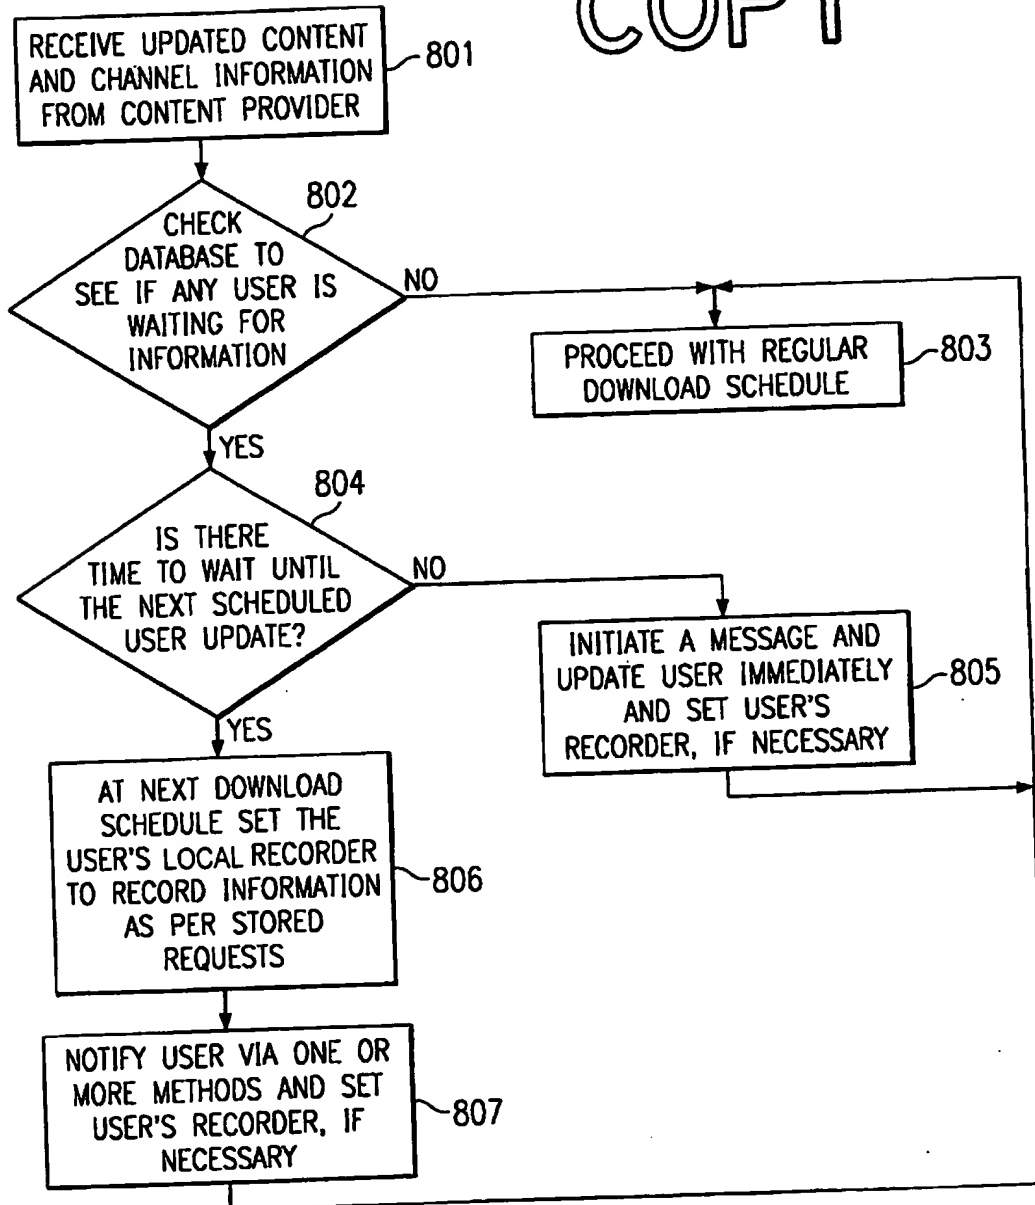 COPY
RECEIVE UPDATED CONTENT
AND CHANNEL INFORMATION
FROM CONTENT PROVIDER
801
802
CHECK
DATABASE TO
SEE IF ANY USER IS
WAITING FOR
INFORMATION
NO
PROCEED WITH REGULAR
DOWNLOAD SCHEDULE
803
YES
804
IS THERE
TIME TO WAIT UNTIL
THE NEXT SCHEDULED
USER UPDATE?
NO
INITIATE A MESSAGE AND
UPDATE USER IMMEDIATELY
AND SET USER'S
RECORDER, IF NECESSARY
805
YES
AT NEXT DOWNLOAD
SCHEDULE SET THE
USER'S LOCAL RECORDER
TO RECORD INFORMATION
AS PER STORED
REQUESTS
806
NOTIFY USER VIA ONE OR
MORE METHODS AND SET
USER'S RECORDER, IF
NECESSARY
807